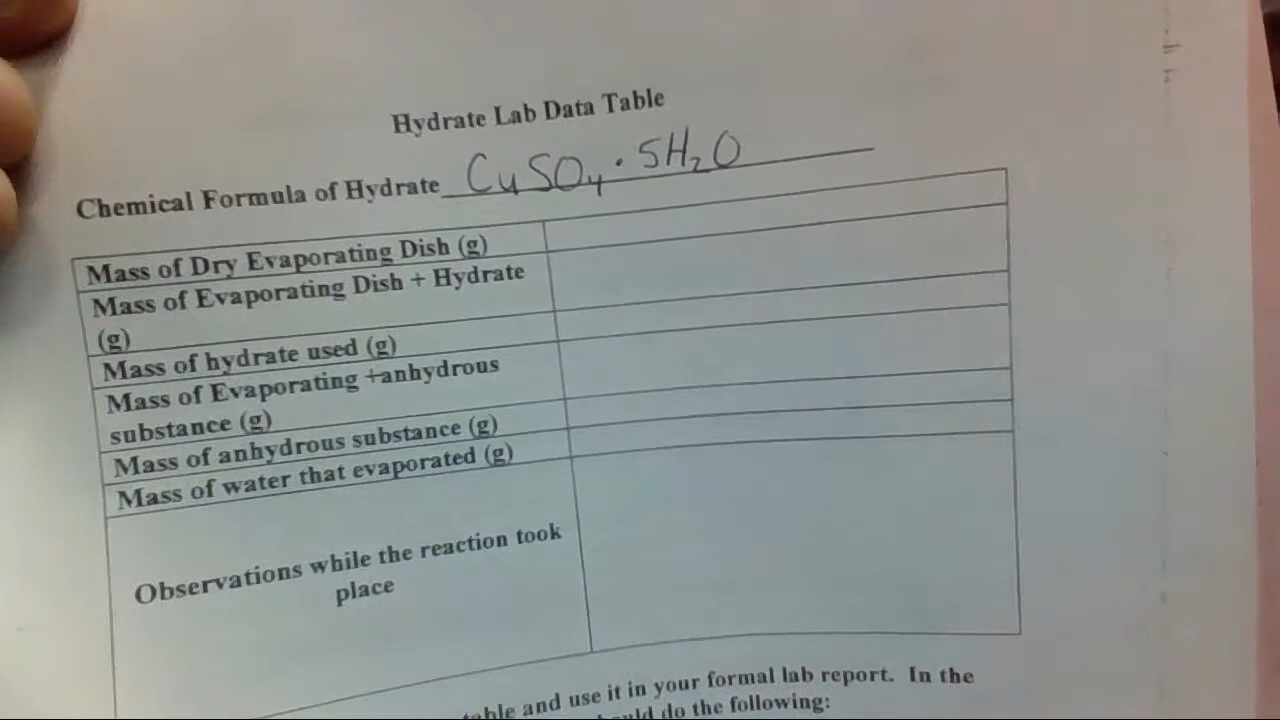 Hydrate Lab Data Table
Chemical Formula of Hydrate CuSO₄ · 5H₂O
Mass of Dry Evaporating Dish (g)
Mass of Evaporating Dish + Hydrate
(g)
Mass of hydrate used (g)
Mass of Evaporating +anhydrous
substance (g)
Mass of anhydrous substance (g)
Mass of water that evaporated (g)
Observations while the reaction took
place
table and use it in your formal lab report. In the
do the following: